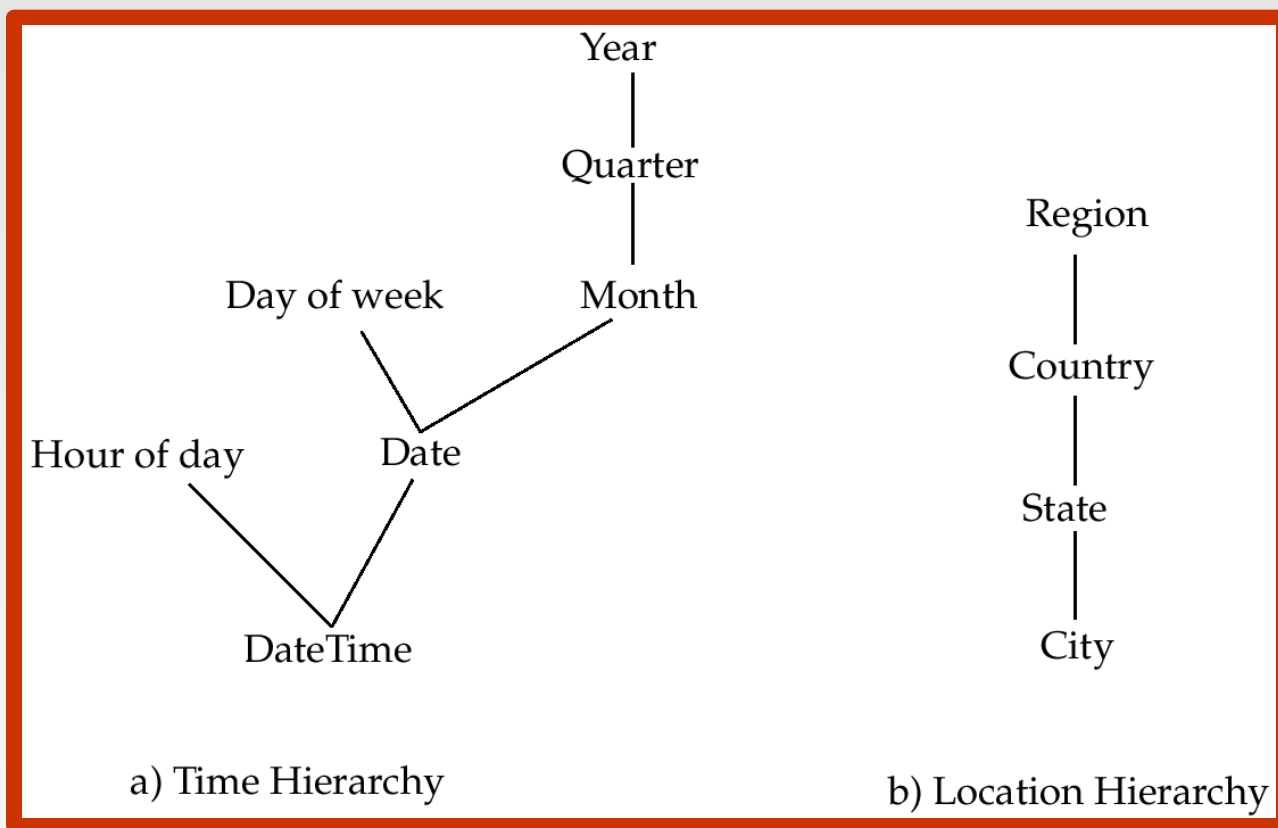 Year
Quarter
Region
Day of week
Month
Country
Hour of day
Date
State
DateTime
City
a) Time Hierarchy
b) Location Hierarchy